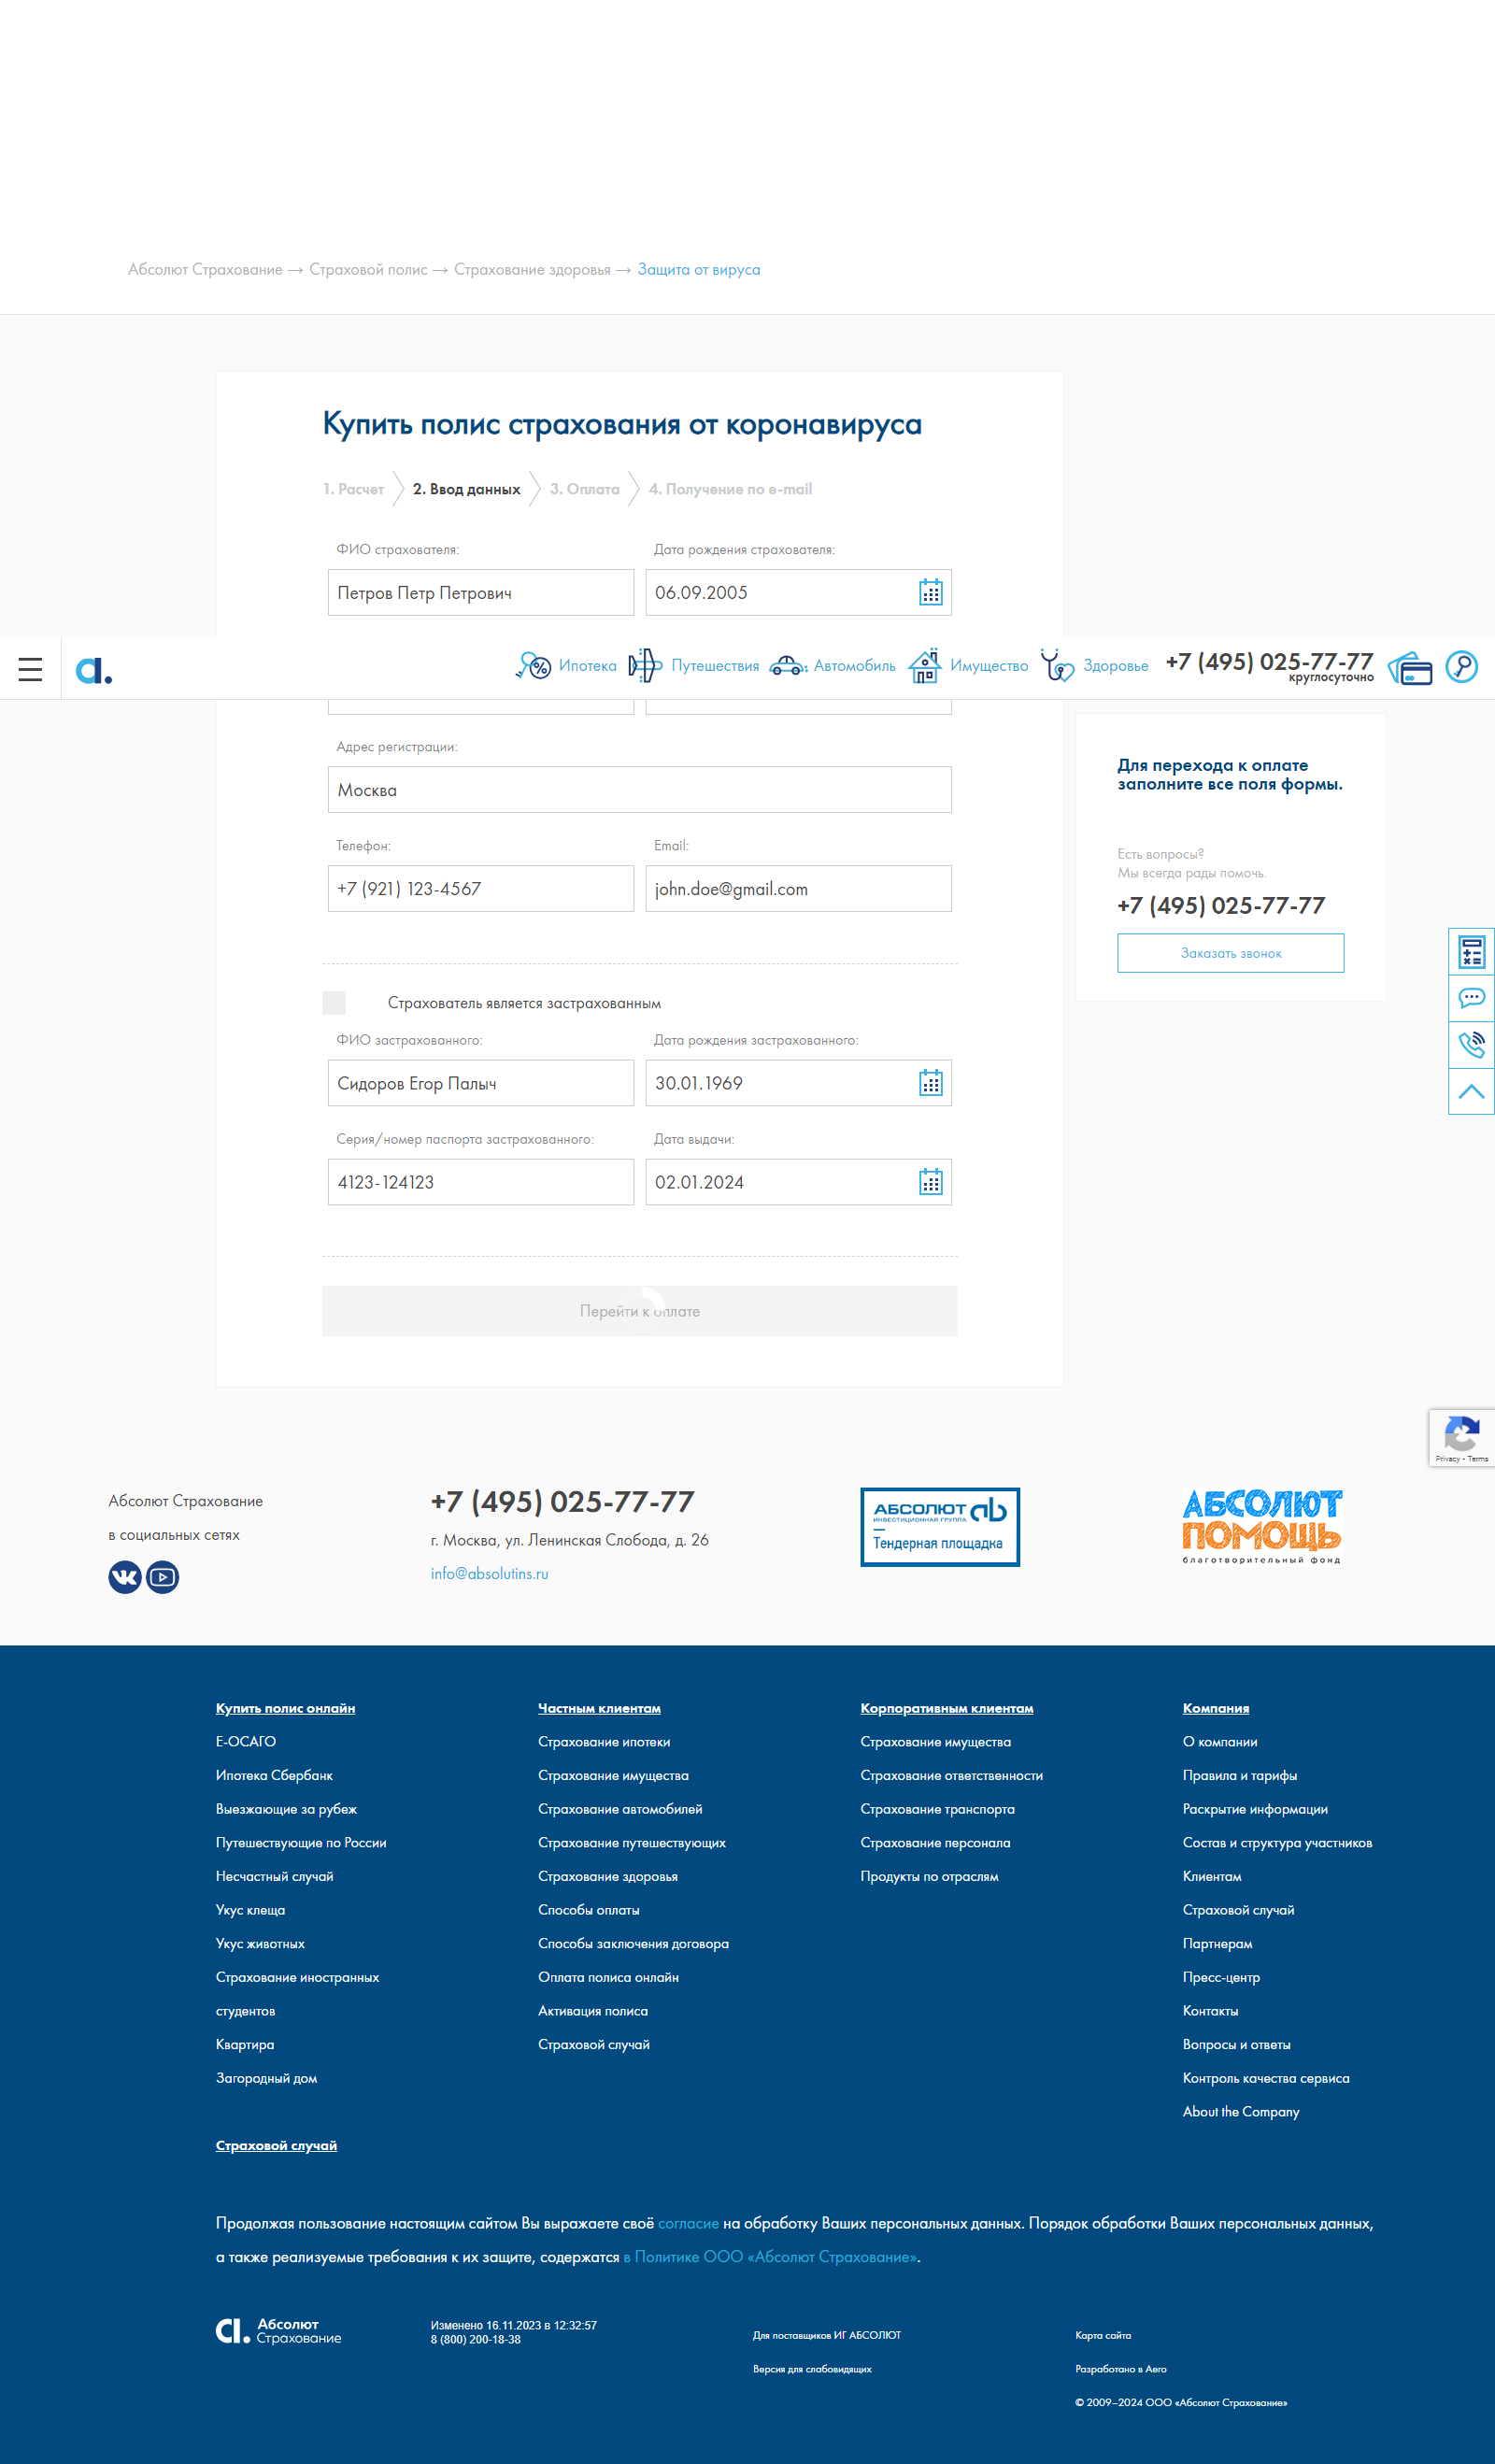 Абсолют Страхование → Страховой полис → Страхование здоровья → Защита от вируса
Купить полис страхования от коронавируса
1. Расчет 2. Ввод данных 3. Оплата 4. Получение по e-mail
ФИО страхователя: Дата рождения страхователя:
Петров Петр Петрович 06.09.2005
a. Ипотека Путешествия Автомобиль Имущество Здоровье +7 (495) 025-77-77
круглосуточно
Адрес регистрации:
Москва
Телефон: Email:
+7 (921) 123-4567 john.doe@gmail.com
Для перехода к оплате
заполните все поля формы.
Есть вопросы?
Мы всегда рады помочь.
+7 (495) 025-77-77
Заказать звонок
Страхователь является застрахованным
ФИО застрахованного: Дата рождения застрахованного:
Сидоров Егор Палыч 30.01.1969
Серия/номер паспорта застрахованного: Дата выдачи:
4123-124123 02.01.2024
Перейти к оплате
Privacy - Terms
Абсолют Страхование
в социальных сетях
+7 (495) 025-77-77
г. Москва, ул. Ленинская Слобода, д. 26
info@absolutins.ru
АБСОЛЮТ
ИНВЕСТИЦИОННАЯ ГРУППА
Тендерная площадка
АБСОЛЮТ
ПОМОЩЬ
благотворительный фонд
Купить полис онлайн
Е-ОСАГО
Ипотека Сбербанк
Выезжающие за рубеж
Путешествующие по России
Несчастный случай
Укус клеща
Укус животных
Страхование иностранных
студентов
Квартира
Загородный дом
Страховой случай
Частным клиентам
Страхование ипотеки
Страхование имущества
Страхование автомобилей
Страхование путешествующих
Страхование здоровья
Способы оплаты
Способы заключения договора
Оплата полиса онлайн
Активация полиса
Страховой случай
Корпоративным клиентам
Страхование имущества
Страхование ответственности
Страхование транспорта
Страхование персонала
Продукты по отраслям
Компания
О компании
Правила и тарифы
Раскрытие информации
Состав и структура участников
Клиентам
Страховой случай
Партнерам
Пресс-центр
Контакты
Вопросы и ответы
Контроль качества сервиса
About the Company
Продолжая пользование настоящим сайтом Вы выражаете своё согласие на обработку Ваших персональных данных. Порядок обработки Ваших персональных данных,
а также реализуемые требования к их защите, содержатся в Политике ООО «Абсолют Страхование».
Абсолют
Страхование
Изменено 16.11.2023 в 12:32:57
8 (800) 200-18-38
Для поставщиков ИГ АБСОЛЮТ
Версия для слабовидящих
Карта сайта
Разработано в Aero
© 2009–2024 ООО «Абсолют Страхование»